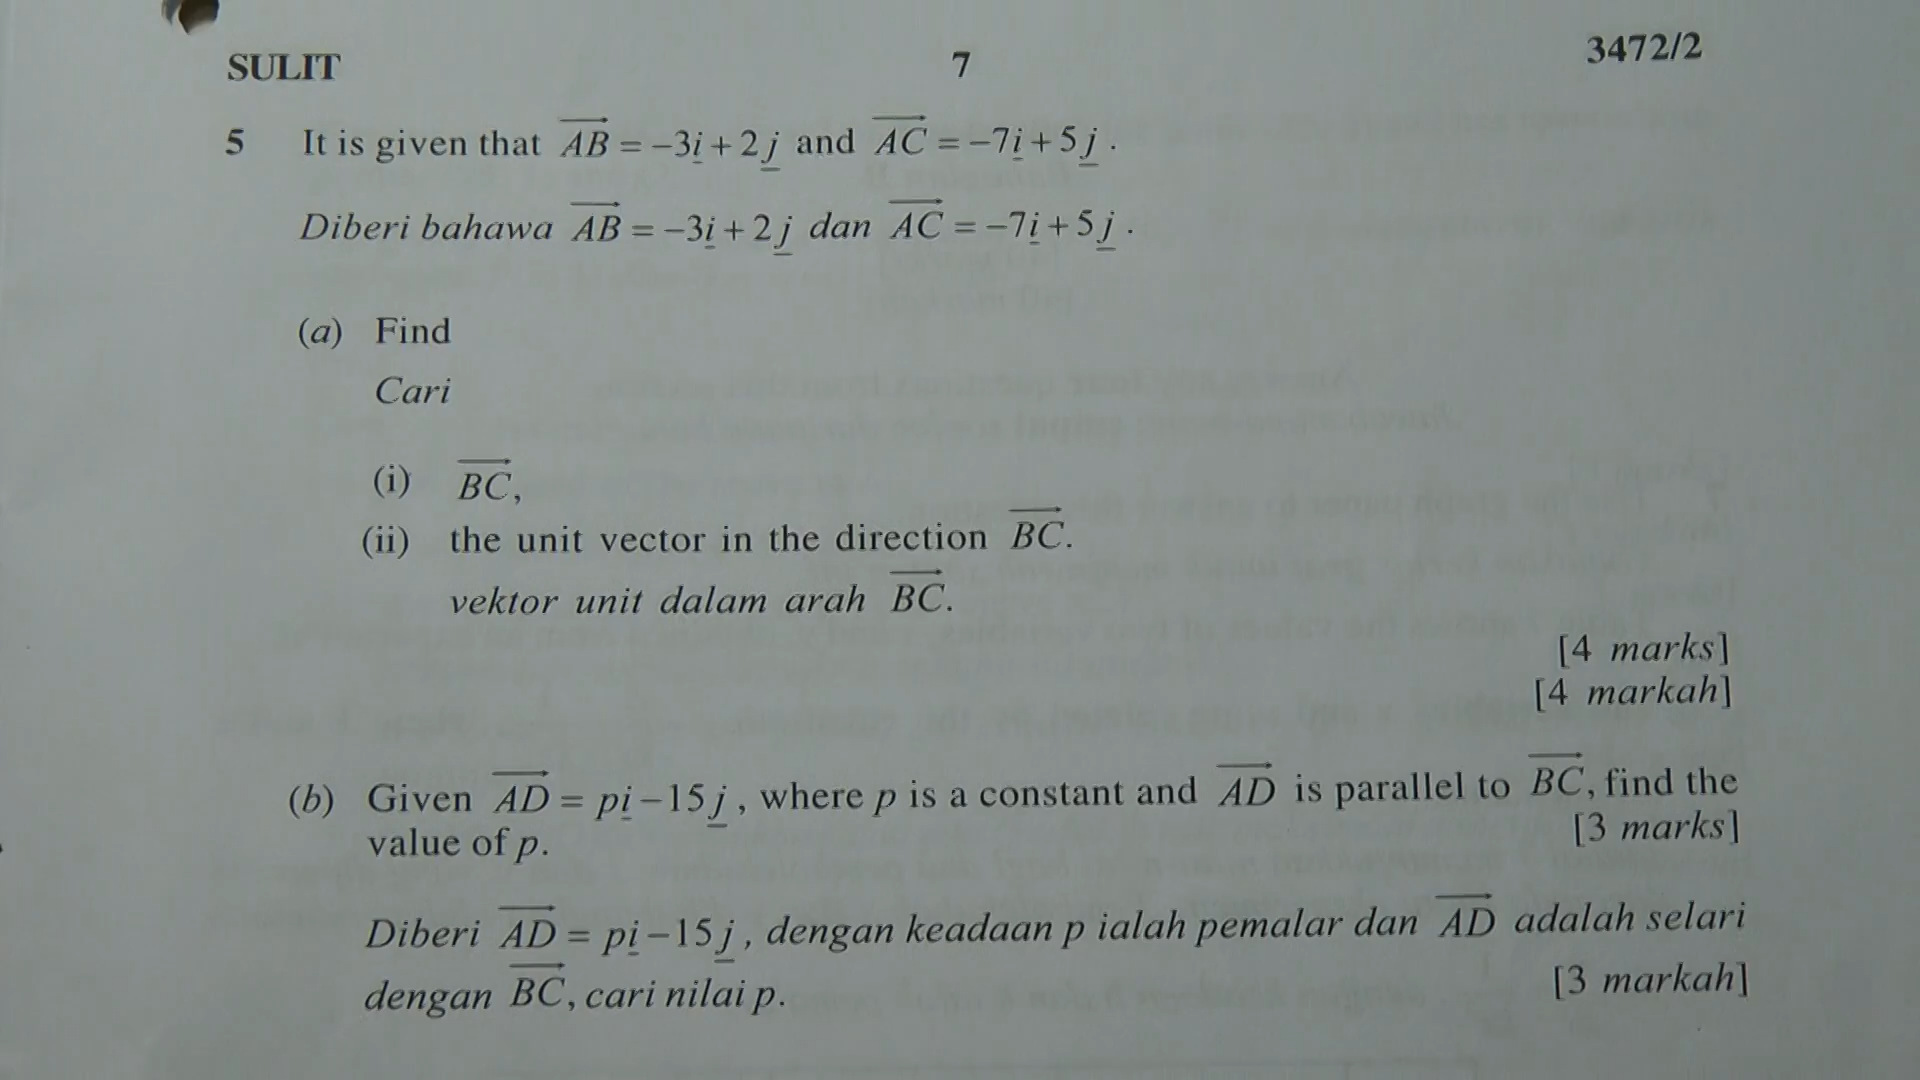 SULIT 7 3472/2
5 It is given that AB = −3i + 2j and AC = −7i + 5j .
Diberi bahawa AB = −3i + 2j dan AC = −7i + 5j .
(a) Find
Cari
(i) BC,
(ii) the unit vector in the direction BC.
vektor unit dalam arah BC.
[4 marks]
[4 markah]
(b) Given AD = pi − 15j , where p is a constant and AD is parallel to BC, find the
value of p. [3 marks]
Diberi AD = pi − 15j , dengan keadaan p ialah pemalar dan AD adalah selari
dengan BC, cari nilai p. [3 markah]